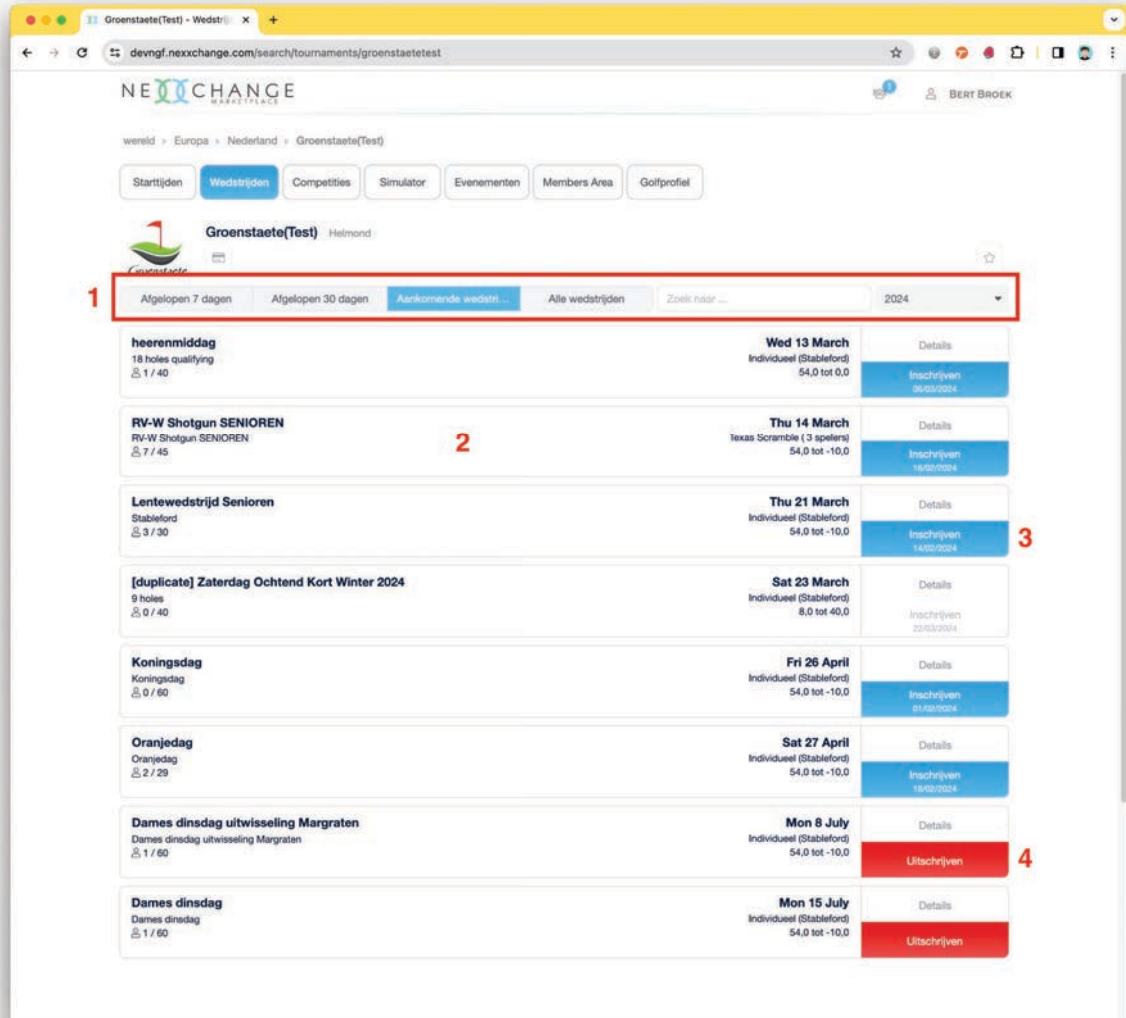 Groenstaete(Test) - Wedstrij
devngf.nexxchange.com/search/tournaments/groenstaetetest
NEXXCHANGE
MARKETPLACE
1
BERT BROEK
wereld > Europa > Nederland > Groenstaete(Test)
Starttijden Wedstrijden Competities Simulator Evenementen Members Area Golfprofiel
Groenstaete(Test) Helmond
Groenstaete
1
Afgelopen 7 dagen Afgelopen 30 dagen Aankomende wedstri... Alle wedstrijden Zoek naar ... 2024
heerenmiddag Wed 13 March Details
18 holes qualifying Individueel (Stableford)
1 / 40 54,0 tot 0,0 Inschrijven
06/03/2024
RV-W Shotgun SENIOREN Thu 14 March Details
RV-W Shotgun SENIOREN 2 Texas Scramble ( 3 spelers)
7 / 45 54,0 tot -10,0 Inschrijven
16/02/2024
Lentewedstrijd Senioren Thu 21 March Details
Stableford Individueel (Stableford)
3 / 30 54,0 tot -10,0 Inschrijven 3
14/02/2024
[duplicate] Zaterdag Ochtend Kort Winter 2024 Sat 23 March Details
9 holes Individueel (Stableford)
0 / 40 8,0 tot 40,0 Inschrijven
22/03/2024
Koningsdag Fri 26 April Details
Koningsdag Individueel (Stableford)
0 / 60 54,0 tot -10,0 Inschrijven
01/02/2024
Oranjedag Sat 27 April Details
Oranjedag Individueel (Stableford)
2 / 29 54,0 tot -10,0 Inschrijven
18/02/2024
Dames dinsdag uitwisseling Margraten Mon 8 July Details
Dames dinsdag uitwisseling Margraten Individueel (Stableford)
1 / 60 54,0 tot -10,0 Uitschrijven 4
Dames dinsdag Mon 15 July Details
Dames dinsdag Individueel (Stableford)
1 / 60 54,0 tot -10,0 Uitschrijven